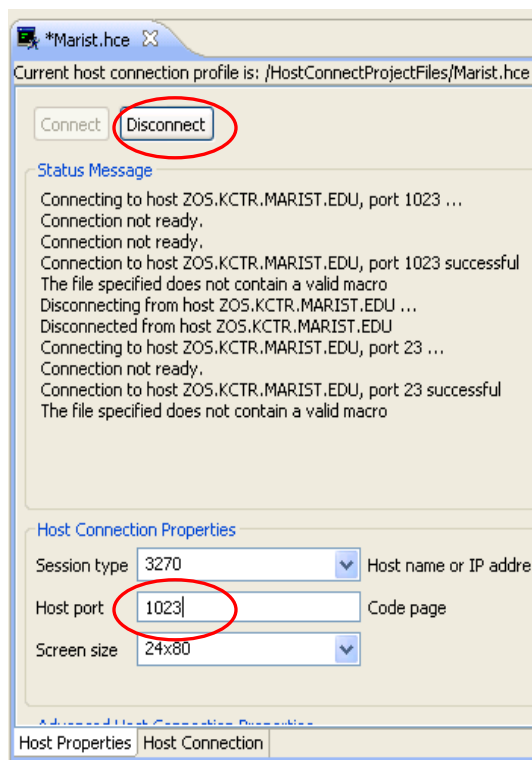 *Marist.hce
Current host connection profile is: /HostConnectProjectFiles/Marist.hce
Connect Disconnect
Status Message
Connecting to host ZOS.KCTR.MARIST.EDU, port 1023 ...
Connection not ready.
Connection not ready.
Connection to host ZOS.KCTR.MARIST.EDU, port 1023 successful
The file specified does not contain a valid macro
Disconnecting from host ZOS.KCTR.MARIST.EDU ...
Disconnected from host ZOS.KCTR.MARIST.EDU
Connecting to host ZOS.KCTR.MARIST.EDU, port 23 ...
Connection not ready.
Connection to host ZOS.KCTR.MARIST.EDU, port 23 successful
The file specified does not contain a valid macro
Host Connection Properties
Session type 3270 Host name or IP addre
Host port 1023 Code page
Screen size 24x80
Advanced Host Connection Properties
Host Properties Host Connection